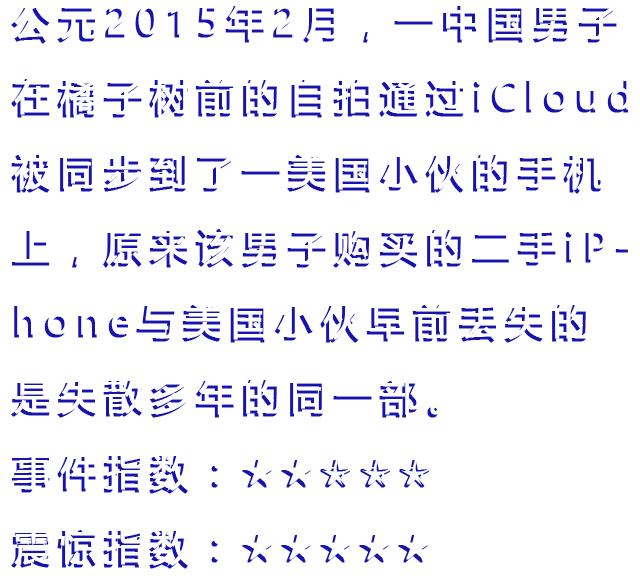 公元2015年2月，一中国男子
在橘子树前的自拍通过iCloud
被同步到了一美国小伙的手机
上，原来该男子购买的二手iP-
hone与美国小伙早前丢失的
是失散多年的同一部。
事件指数：★★★★★
震惊指数：★★★★★